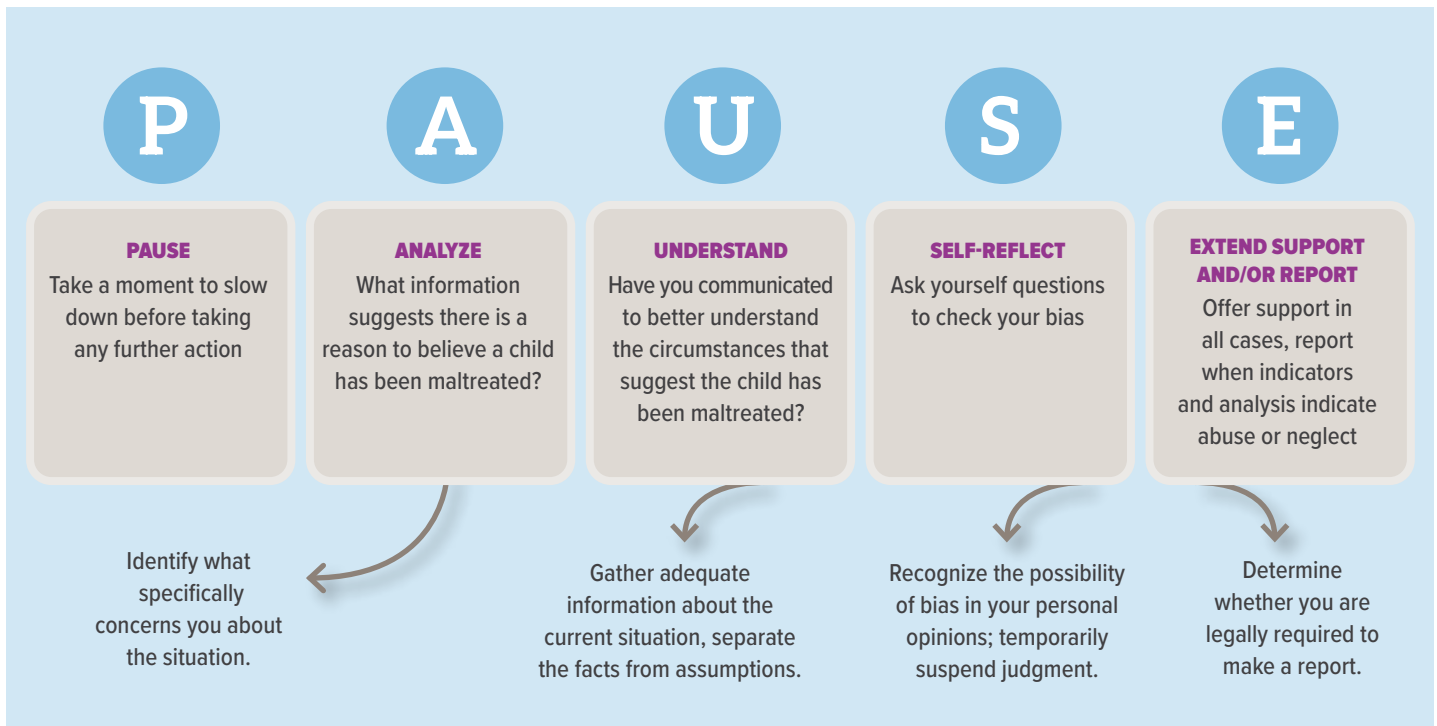 P
PAUSE
Take a moment to slow
down before taking
any further action
A
ANALYZE
What information
suggests there is a
reason to believe a child
has been maltreated?
Identify what
specifically
concerns you about
the situation.
U
UNDERSTAND
Have you communicated
to better understand
the circumstances that
suggest the child has
been maltreated?
Gather adequate
information about the
current situation, separate
the facts from assumptions.
S
SELF-REFLECT
Ask yourself questions
to check your bias
Recognize the possibility
of bias in your personal
opinions; temporarily
suspend judgment.
E
EXTEND SUPPORT
AND/OR REPORT
Offer support in
all cases, report
when indicators
and analysis indicate
abuse or neglect
Determine
whether you are
legally required to
make a report.